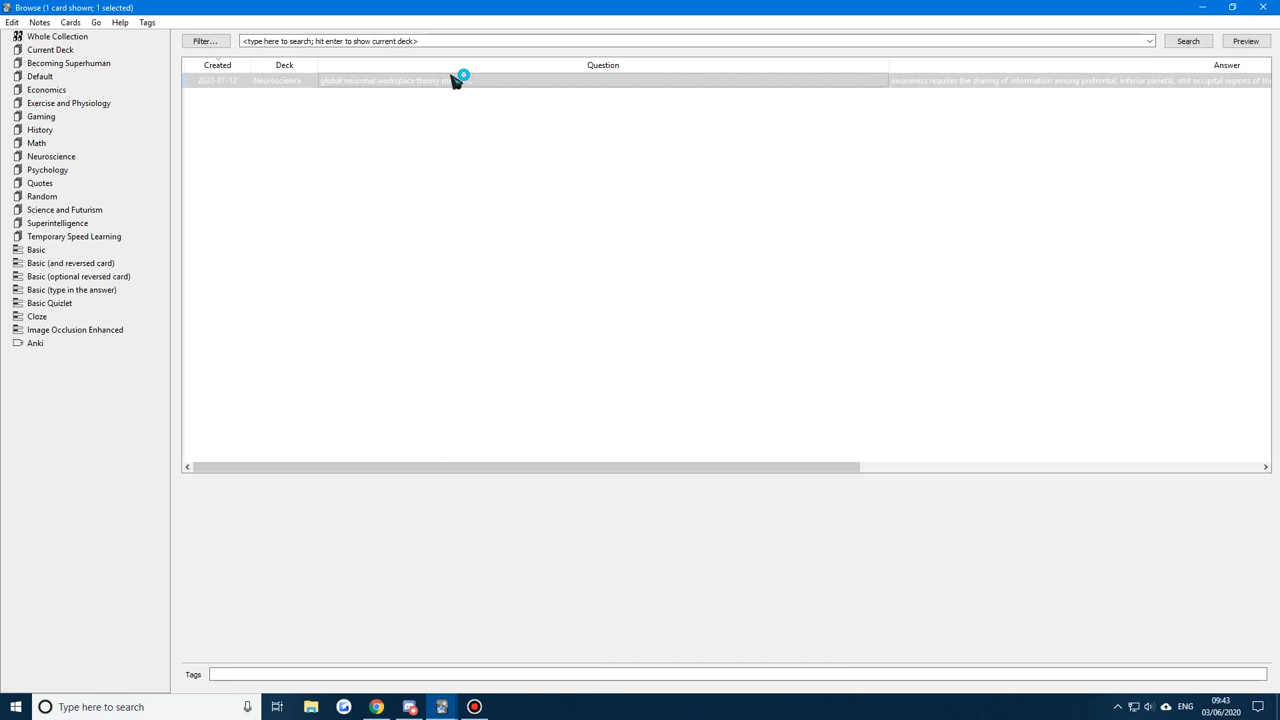 Browse (1 card shown; 1 selected)
Edit Notes Cards Go Help Tags
Whole Collection
Current Deck
Becoming Superhuman
Default
Economics
Exercise and Physiology
Gaming
History
Math
Neuroscience
Psychology
Quotes
Random
Science and Futurism
Superintelligence
Temporary Speed Learning
Basic
Basic (and reversed card)
Basic (optional reversed card)
Basic (type in the answer)
Basic Quizlet
Cloze
Image Occlusion Enhanced
Anki
Filter... <type here to search; hit enter to show current deck> Search Preview
Created Deck Question Answer
2020-01-12 Neuroscience global neuronal workspace theory awareness requires the sharing of information among prefrontal, inferior parietal, and occipital regions of the
Tags
Type here to search
ENG
09:43
03/06/2020